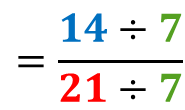 = 14 ÷ 7
21 ÷ 7